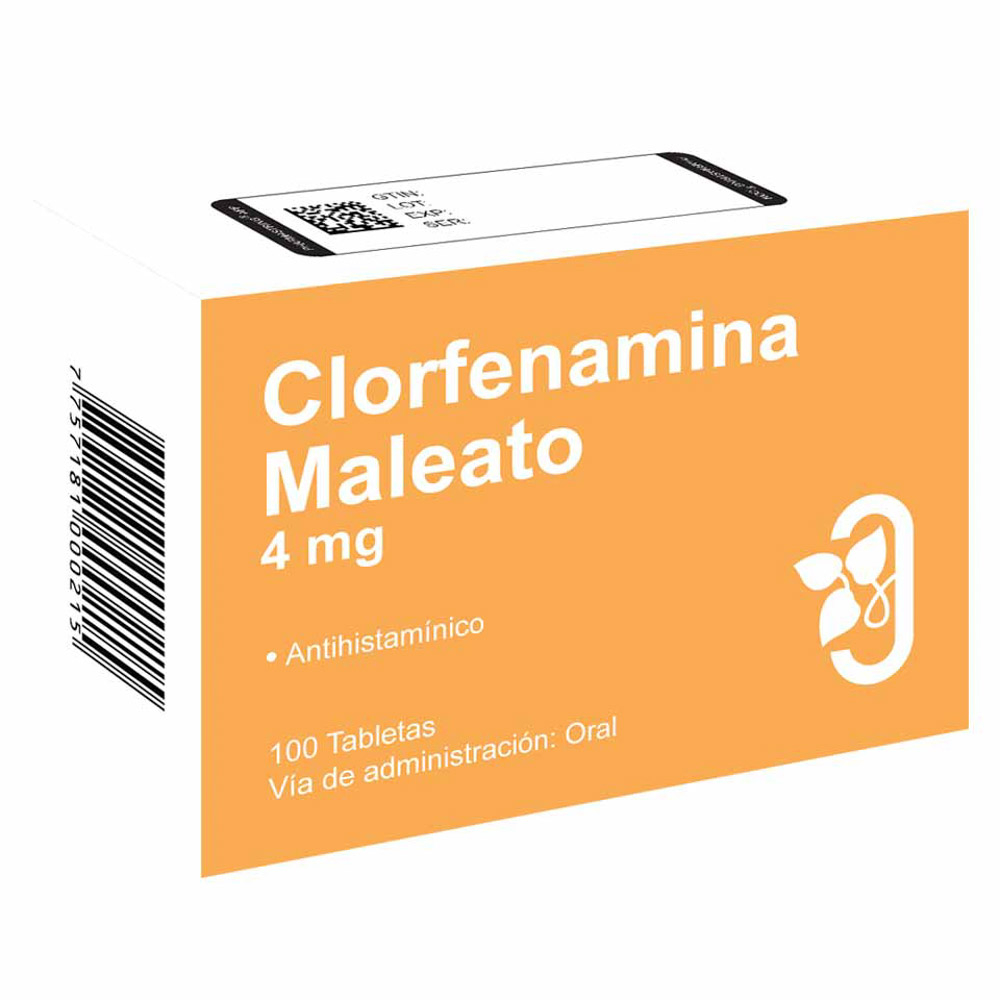 GTIN:
LOT:
EXP:
SER:
Clorfenamina
Maleato
4 mg
• Antihistamínico
100 Tabletas
Vía de administración: Oral
7 757181 000215